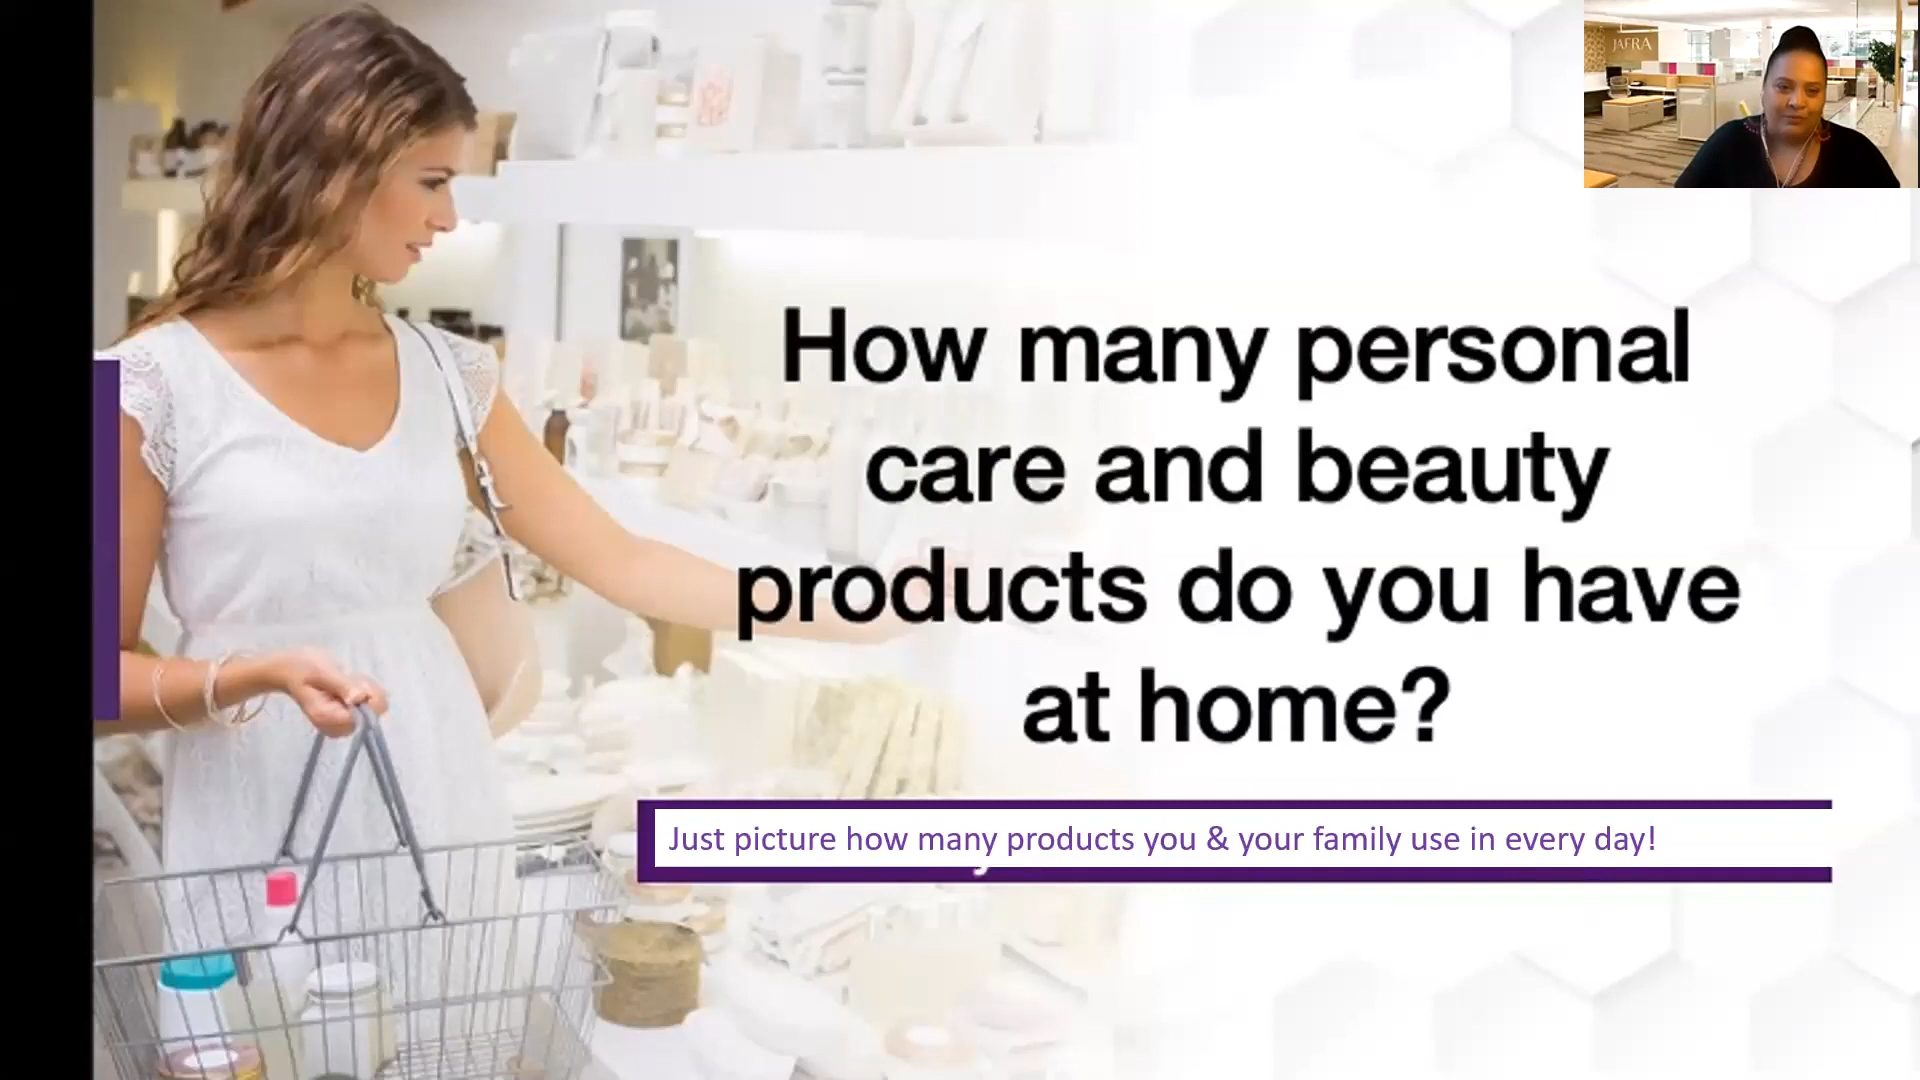 JAFRA
How many personal
care and beauty
products do you have
at home?
Just picture how many products you & your family use in every day!